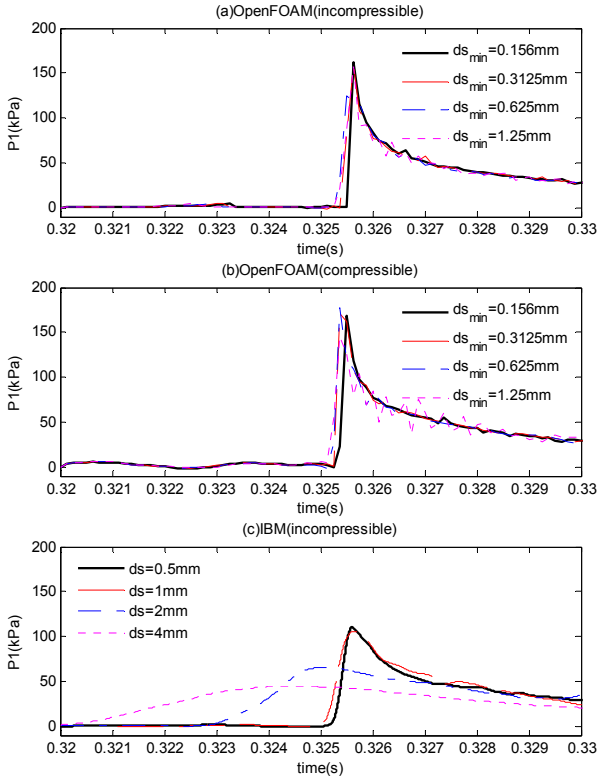 (a)OpenFOAM(incompressible)
200
150
100
50
0
P1(kPa)
ds_min=0.156mm
ds_min=0.3125mm
ds_min=0.625mm
ds_min=1.25mm
0.32 0.321 0.322 0.323 0.324 0.325 0.326 0.327 0.328 0.329 0.33
time(s)
(b)OpenFOAM(compressible)
200
150
100
50
0
P1(kPa)
ds_min=0.156mm
ds_min=0.3125mm
ds_min=0.625mm
ds_min=1.25mm
0.32 0.321 0.322 0.323 0.324 0.325 0.326 0.327 0.328 0.329 0.33
time(s)
(c)IBM(incompressible)
200
150
100
50
0
P1(kPa)
ds=0.5mm
ds=1mm
ds=2mm
ds=4mm
0.32 0.321 0.322 0.323 0.324 0.325 0.326 0.327 0.328 0.329 0.33
time(s)